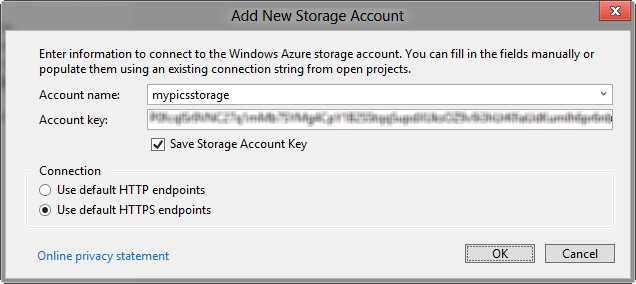 Add New Storage Account
Enter information to connect to the Windows Azure storage account. You can fill in the fields manually or
populate them using an existing connection string from open projects.
Account name: mypicsstorage
Account key:
Save Storage Account Key
Connection
Use default HTTP endpoints
Use default HTTPS endpoints
Online privacy statement OK Cancel